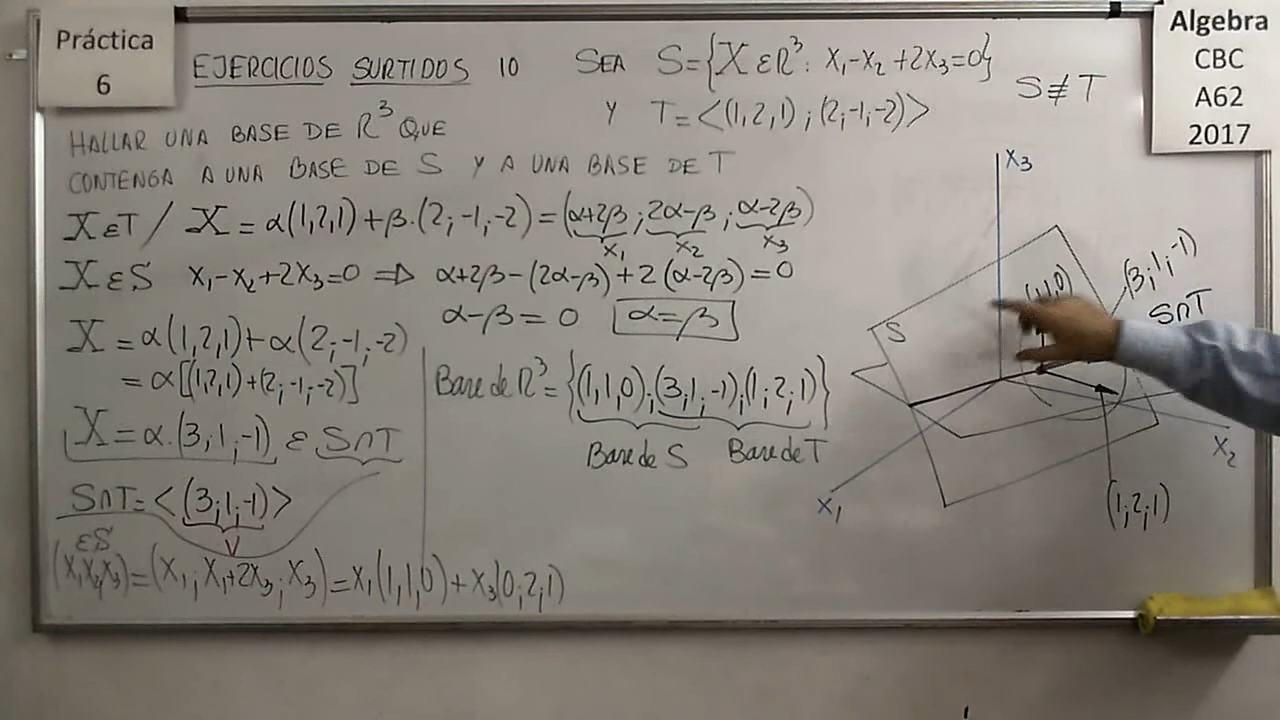 Práctica
6
EJERCICIOS SURTIDOS 10
SEA S={X ε R³: x₁-x₂+2x₃=0}
Y T=<(1,2,1);(2;-1,-2)>
S≢T
Algebra
CBC
A62
2017
HALLAR UNA BASE DE R³ QUE
CONTENGA A UNA BASE DE S Y A UNA BASE DE T
X ε T / X = α(1,2,1)+β.(2;-1,-2)=(α+2β;2α-β;α-2β)
x₁ x₂ x₃
X ε S x₁-x₂+2x₃=0 ⇒ α+2β-(2α-β)+2(α-2β)=0
α-β=0 α=β
X=α(1,2,1)+α(2;-1,-2)
=α[(1,2,1)+(2;-1,-2)]
X=α.(3,1,-1) ε S∩T
S∩T=<(3;1;-1)>
V
εS
(x₁x₂x₃)=(x₁;x₁+2x₃;x₃)=x₁(1,1,0)+x₃(0;2;1)
Base de R³={(1,1,0);(3;1,-1);(1;2;1)}
Base de S Base de T
x₃
S
(3;1;-1)
S∩T
x₂
x₁
(1;2;1)